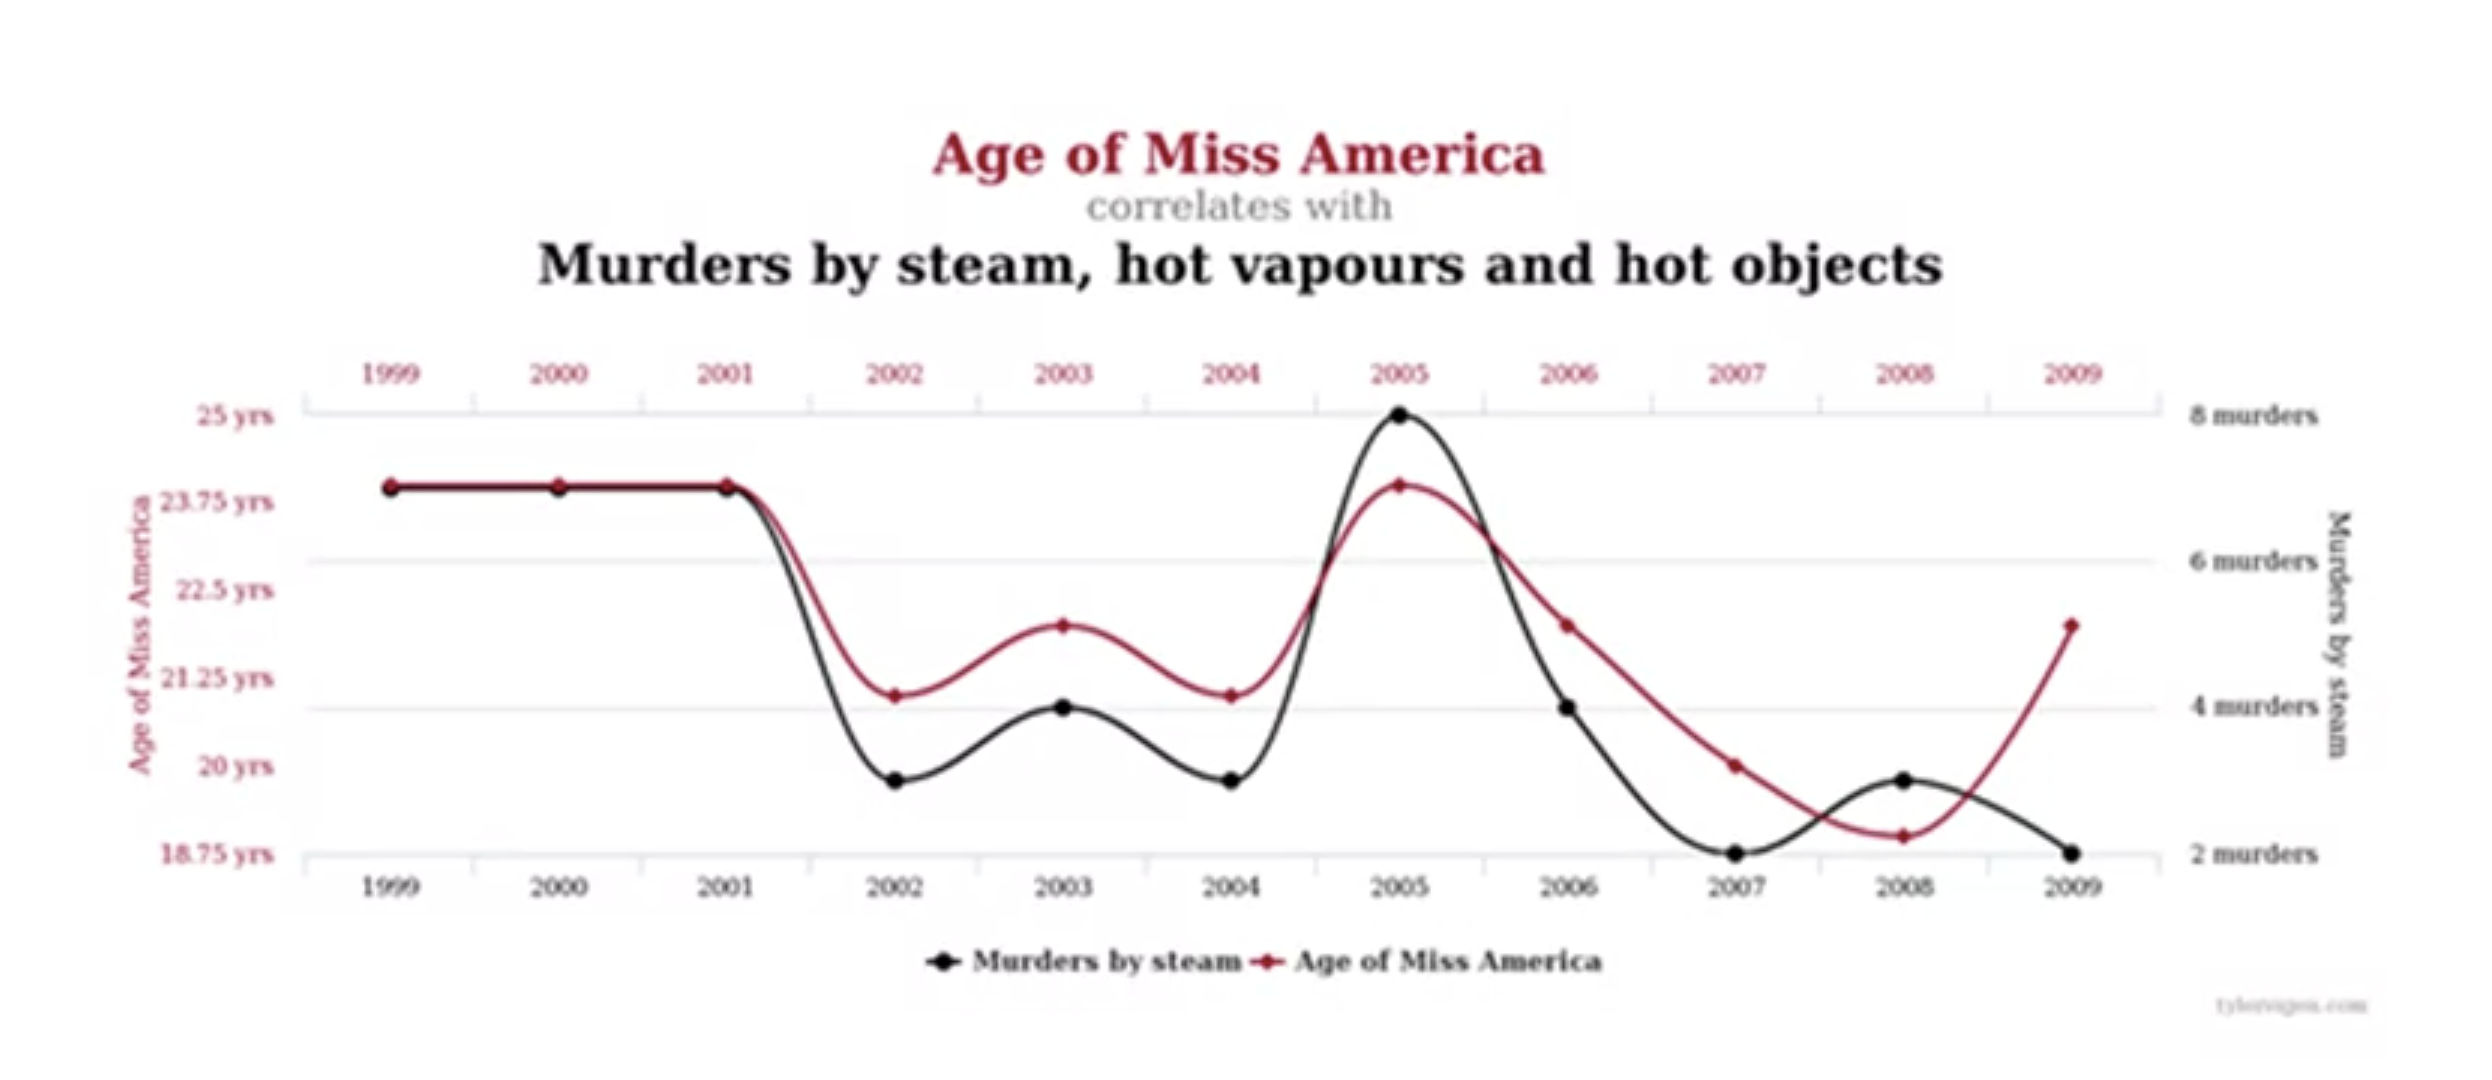 Age of Miss America
correlates with
Murders by steam, hot vapours and hot objects
1999 2000 2001 2002 2003 2004 2005 2006 2007 2008 2009
25 yrs
23.75 yrs
22.5 yrs
21.25 yrs
20 yrs
18.75 yrs
Age of Miss America
8 murders
6 murders
4 murders
2 murders
Murders by steam
1999 2000 2001 2002 2003 2004 2005 2006 2007 2008 2009
Murders by steam Age of Miss America
tylervigen.com